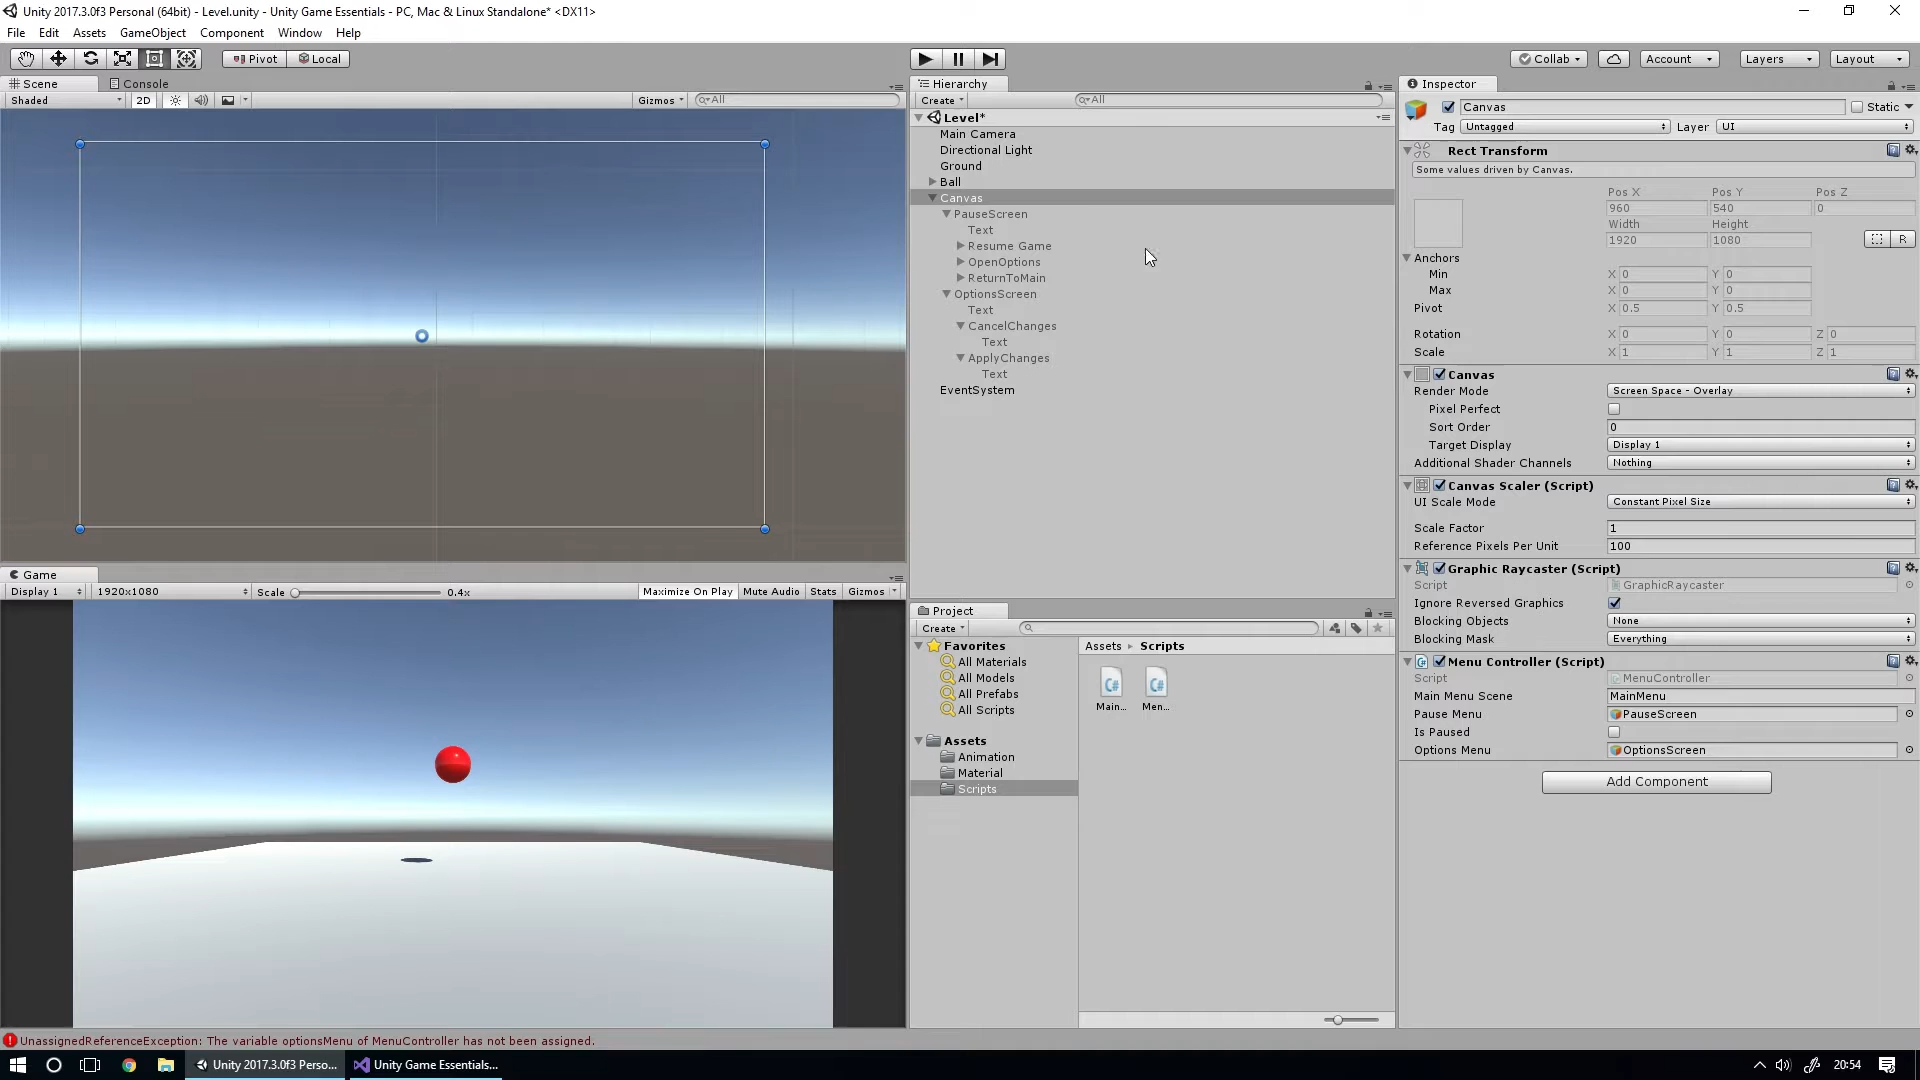 Unity 2017.3.0f3 Personal (64bit) - Level.unity - Unity Game Essentials - PC, Mac & Linux Standalone* <DX11>
File Edit Assets GameObject Component Window Help
Pivot Local Collab Account Layers Layout
Scene Console
Shaded 2D Gizmos All
Hierarchy
Create All
Level*
Main Camera
Directional Light
Ground
Ball
Canvas
PauseScreen
Text
Resume Game
OpenOptions
ReturnToMain
OptionsScreen
Text
CancelChanges
Text
ApplyChanges
Text
EventSystem
Inspector
Canvas Static
Tag Untagged Layer UI
Rect Transform
Some values driven by Canvas.
Pos X Pos Y Pos Z
960 540 0
Width Height
1920 1080 R
Anchors
Min X 0 Y 0
Max X 0 Y 0
Pivot X 0.5 Y 0.5
Rotation X 0 Y 0 Z 0
Scale X 1 Y 1 Z 1
Canvas
Render Mode Screen Space - Overlay
Pixel Perfect
Sort Order 0
Target Display Display 1
Additional Shader Channels Nothing
Canvas Scaler (Script)
UI Scale Mode Constant Pixel Size
Scale Factor 1
Reference Pixels Per Unit 100
Graphic Raycaster (Script)
Script GraphicRaycaster
Ignore Reversed Graphics
Blocking Objects None
Blocking Mask Everything
Menu Controller (Script)
Script MenuController
Main Menu Scene MainMenu
Pause Menu PauseScreen
Is Paused
Options Menu OptionsScreen
Add Component
Game
Display 1 1920x1080 Scale 0.4x Maximize On Play Mute Audio Stats Gizmos
Project
Create
Favorites
All Materials
All Models
All Prefabs
All Scripts
Assets
Animation
Material
Scripts
Assets Scripts
C# C#
Main... Men...
UnassignedReferenceException: The variable optionsMenu of MenuController has not been assigned.
Unity 2017.3.0f3 Perso... Unity Game Essentials... 20:54